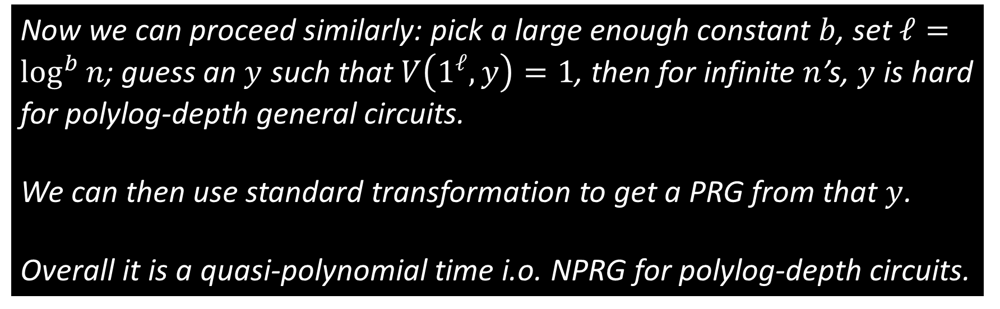 Now we can proceed similarly: pick a large enough constant b, set ℓ =
log^b n; guess an y such that V(1^ℓ, y) = 1, then for infinite n's, y is hard
for polylog-depth general circuits.
We can then use standard transformation to get a PRG from that y.
Overall it is a quasi-polynomial time i.o. NPRG for polylog-depth circuits.